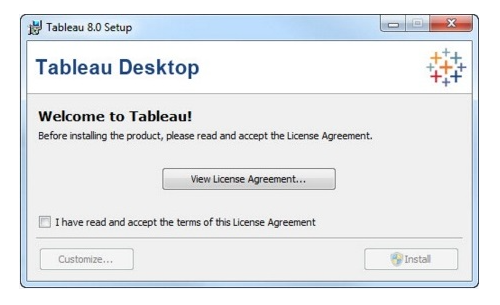 Tableau 8.0 Setup
Tableau Desktop
Welcome to Tableau!
Before installing the product, please read and accept the License Agreement.
View License Agreement...
I have read and accept the terms of this License Agreement
Customize...
Install